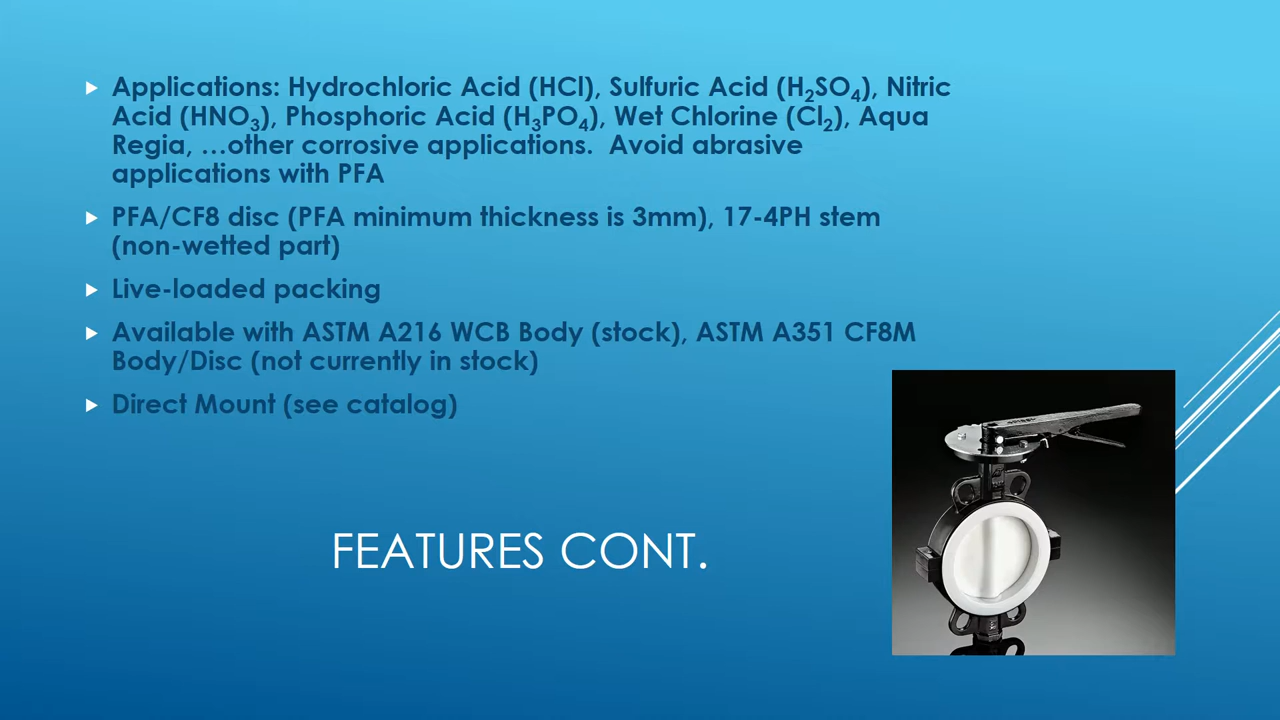 Applications: Hydrochloric Acid (HCl), Sulfuric Acid (H₂SO₄), Nitric
Acid (HNO₃), Phosphoric Acid (H₃PO₄), Wet Chlorine (Cl₂), Aqua
Regia, …other corrosive applications.  Avoid abrasive
applications with PFA
PFA/CF8 disc (PFA minimum thickness is 3mm), 17-4PH stem
(non-wetted part)
Live-loaded packing
Available with ASTM A216 WCB Body (stock), ASTM A351 CF8M
Body/Disc (not currently in stock)
Direct Mount (see catalog)
FEATURES CONT.